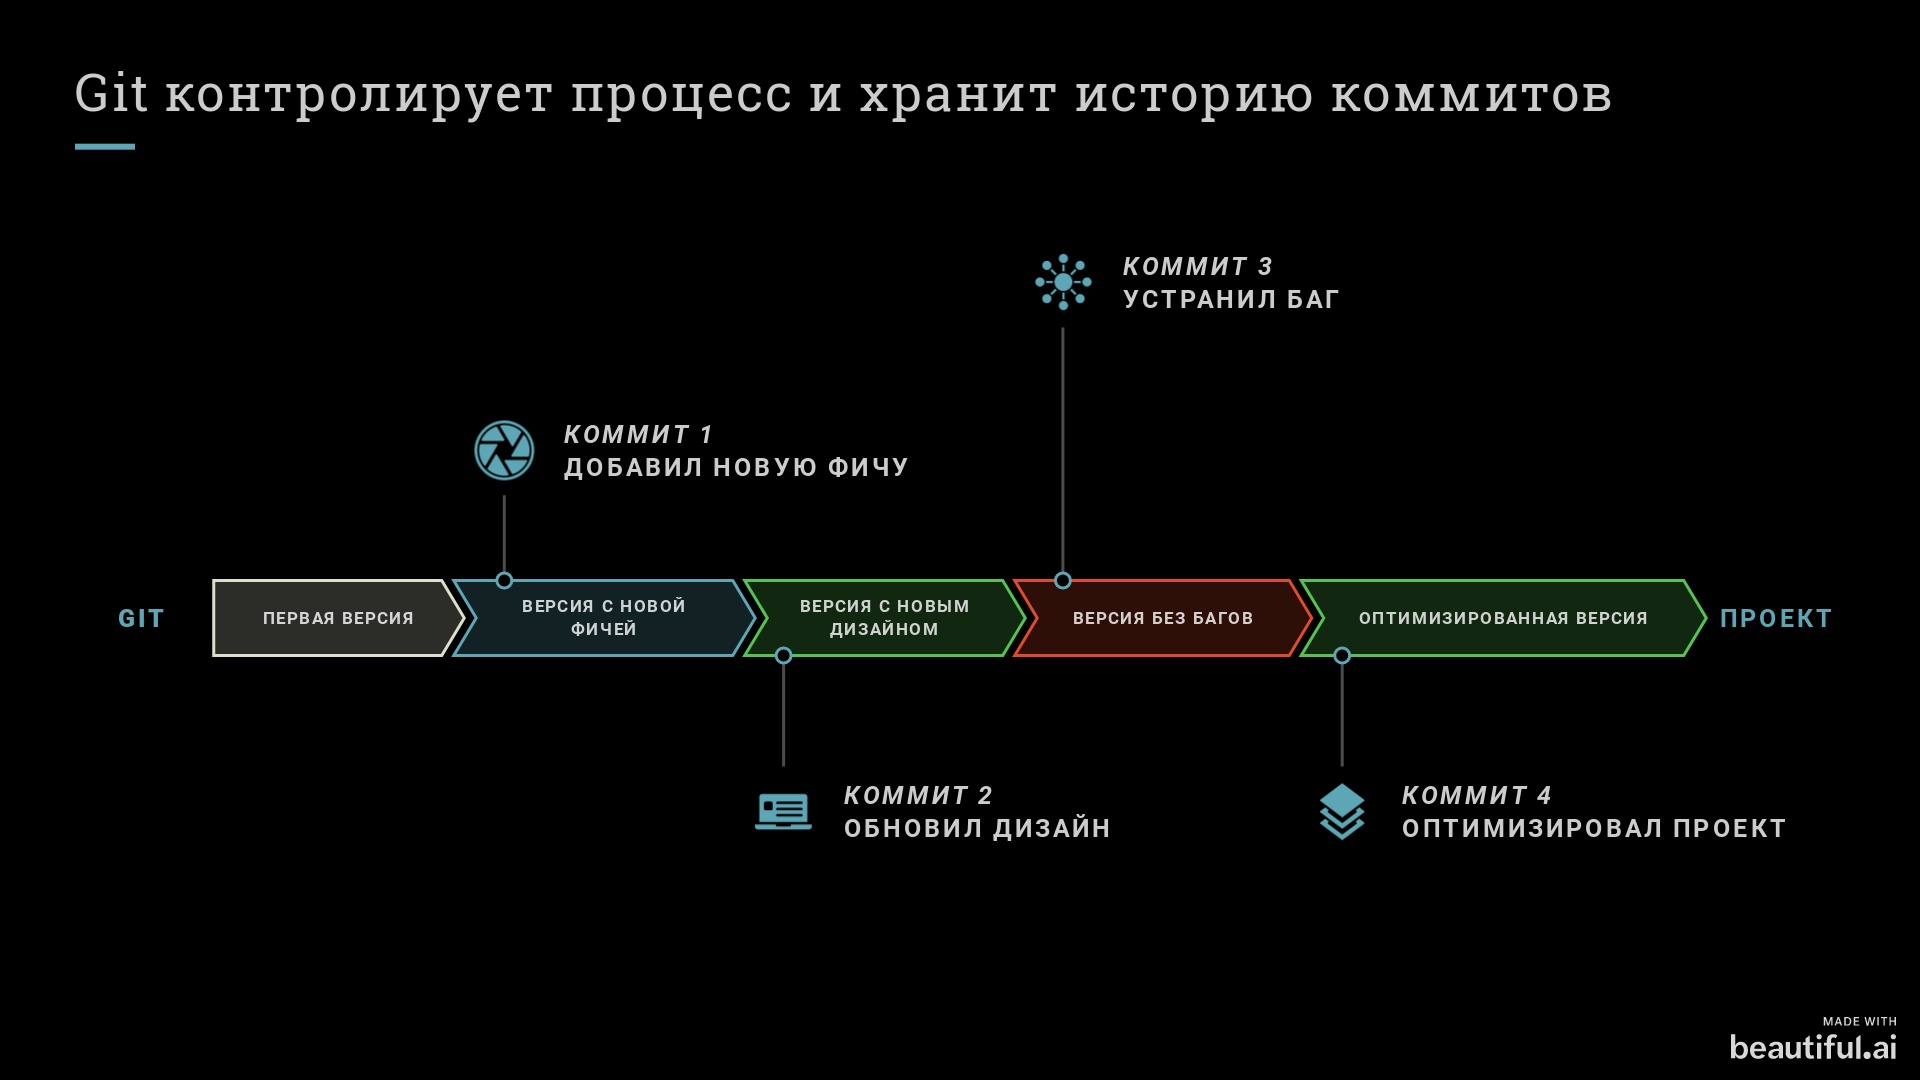 Git контролирует процесс и хранит историю коммитов
КОММИТ 3
УСТРАНИЛ БАГ
КОММИТ 1
ДОБАВИЛ НОВУЮ ФИЧУ
GIT
ПЕРВАЯ ВЕРСИЯ
ВЕРСИЯ С НОВОЙ
ФИЧЕЙ
ВЕРСИЯ С НОВЫМ
ДИЗАЙНОМ
ВЕРСИЯ БЕЗ БАГОВ
ОПТИМИЗИРОВАННАЯ ВЕРСИЯ
ПРОЕКТ
КОММИТ 2
ОБНОВИЛ ДИЗАЙН
КОММИТ 4
ОПТИМИЗИРОВАЛ ПРОЕКТ
MADE WITH
beautiful.ai